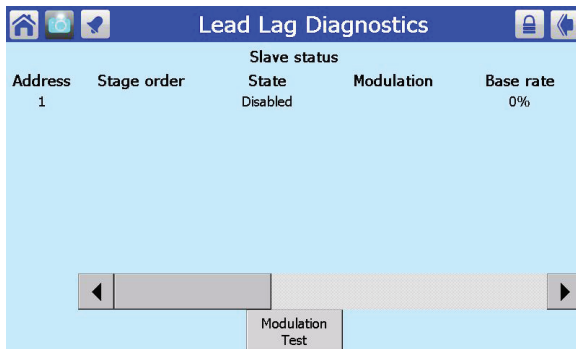 Lead Lag Diagnostics
Slave status
Address Stage order State Modulation Base rate
1 Disabled 0%
Modulation
Test